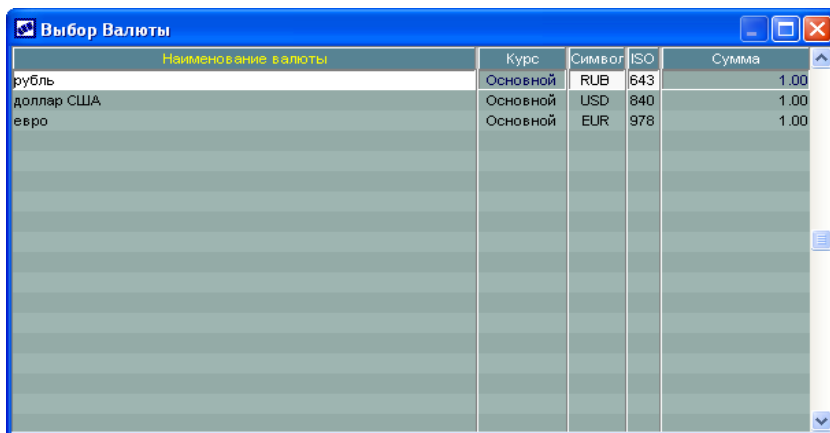 Выбор Валюты
Наименование валюты Курс Символ ISO Сумма
рубль Основной RUB 643 1.00
доллар США Основной USD 840 1.00
евро Основной EUR 978 1.00